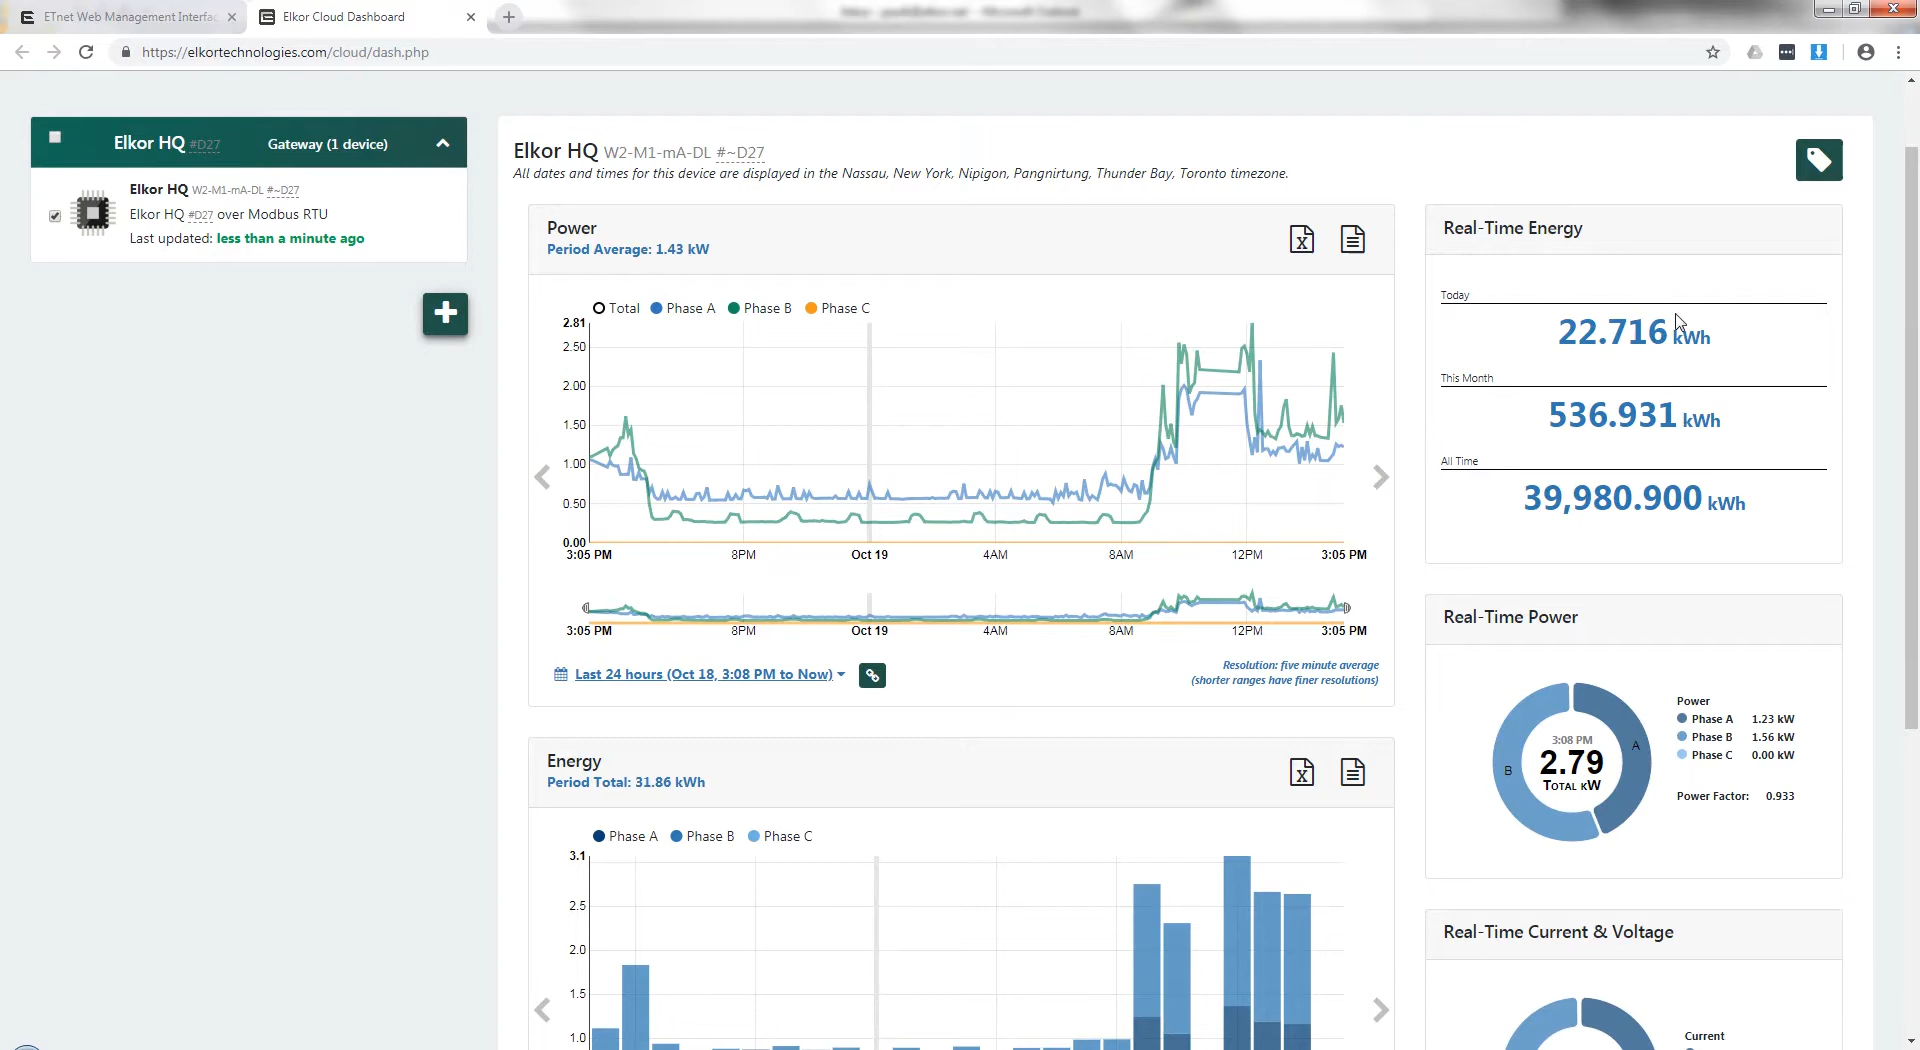 ETnet Web Management Interfac
Elkor Cloud Dashboard
https://elkortechnologies.com/cloud/dash.php
Elkor HQ #D27 Gateway (1 device)
Elkor HQ W2-M1-mA-DL #~D27
Elkor HQ #D27 over Modbus RTU
Last updated: less than a minute ago
Elkor HQ W2-M1-mA-DL #~D27
All dates and times for this device are displayed in the Nassau, New York, Nipigon, Pangnirtung, Thunder Bay, Toronto timezone.
Power
Period Average: 1.43 kW
X
Total Phase A Phase B Phase C
2.81
2.50
2.00
1.50
1.00
0.50
0.00
3:05 PM 8PM Oct 19 4AM 8AM 12PM 3:05 PM
3:05 PM 8PM Oct 19 4AM 8AM 12PM 3:05 PM
Last 24 hours (Oct 18, 3:08 PM to Now)
Resolution: five minute average
(shorter ranges have finer resolutions)
Energy
Period Total: 31.86 kWh
X
Phase A Phase B Phase C
3.1
2.5
2.0
1.5
1.0
Real-Time Energy
Today
22.716 kWh
This Month
536.931 kWh
All Time
39,980.900 kWh
Real-Time Power
3:08 PM
2.79
TOTAL KW
A
B
Power
Phase A 1.23 kW
Phase B 1.56 kW
Phase C 0.00 kW
Power Factor: 0.933
Real-Time Current & Voltage
Current